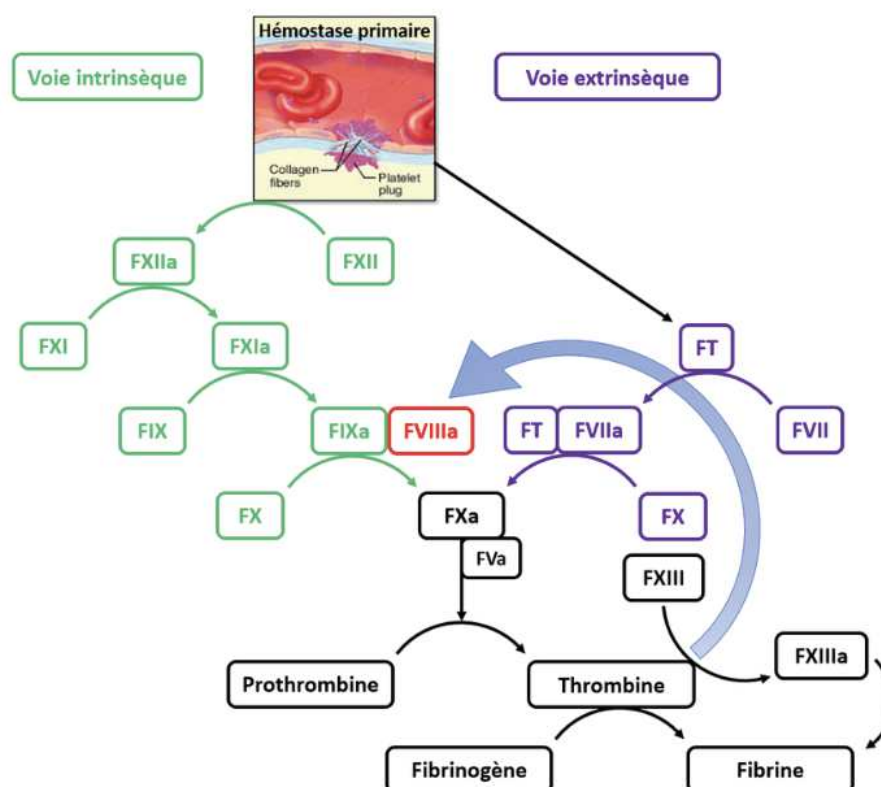 Hémostase primaire
Voie intrinsèque
Voie extrinsèque
Collagen
fibers
Platelet
plug
FXIIa
FXII
FXI
FXIa
FT
FIX
FIXa
FVIIIa
FT
FVIIa
FVII
FX
FXa
FX
FVa
FXIII
FXIIIa
Prothrombine
Thrombine
Fibrinogène
Fibrine